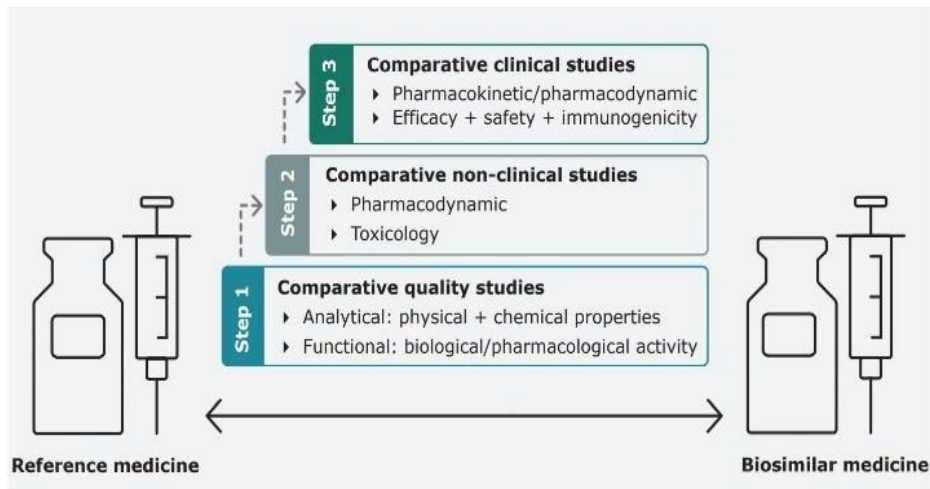 Step 3
Comparative clinical studies
Pharmacokinetic/pharmacodynamic
Efficacy + safety + immunogenicity
Step 2
Comparative non-clinical studies
Pharmacodynamic
Toxicology
Step 1
Comparative quality studies
Analytical: physical + chemical properties
Functional: biological/pharmacological activity
Reference medicine
Biosimilar medicine